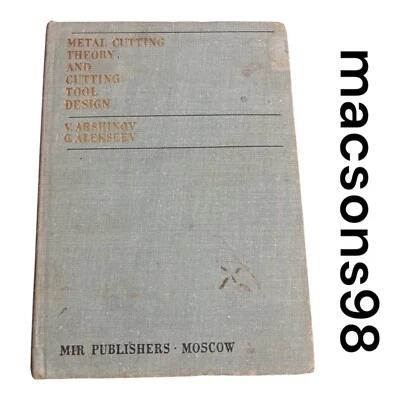 METAL CUTTING
THEORY
AND
CUTTING
TOOL
DESIGN
V. ARSHINOV
G. ALEKSEEV
MIR PUBLISHERS · MOSCOW
macsons98